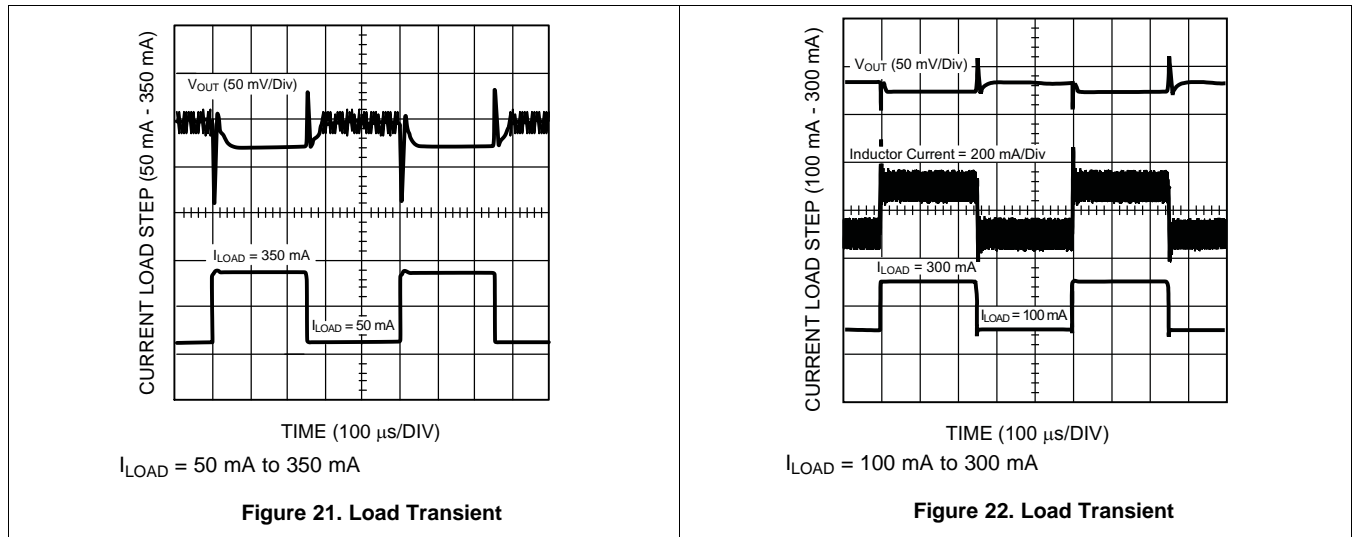 CURRENT LOAD STEP (50 mA - 350 mA)
VOUT (50 mV/Div)
ILOAD = 350 mA
ILOAD = 50 mA
TIME (100 µs/DIV)
ILOAD = 50 mA to 350 mA
Figure 21. Load Transient
CURRENT LOAD STEP (100 mA - 300 mA)
VOUT (50 mV/Div)
Inductor Current = 200 mA/Div
ILOAD = 300 mA
ILOAD = 100 mA
TIME (100 µs/DIV)
ILOAD = 100 mA to 300 mA
Figure 22. Load Transient